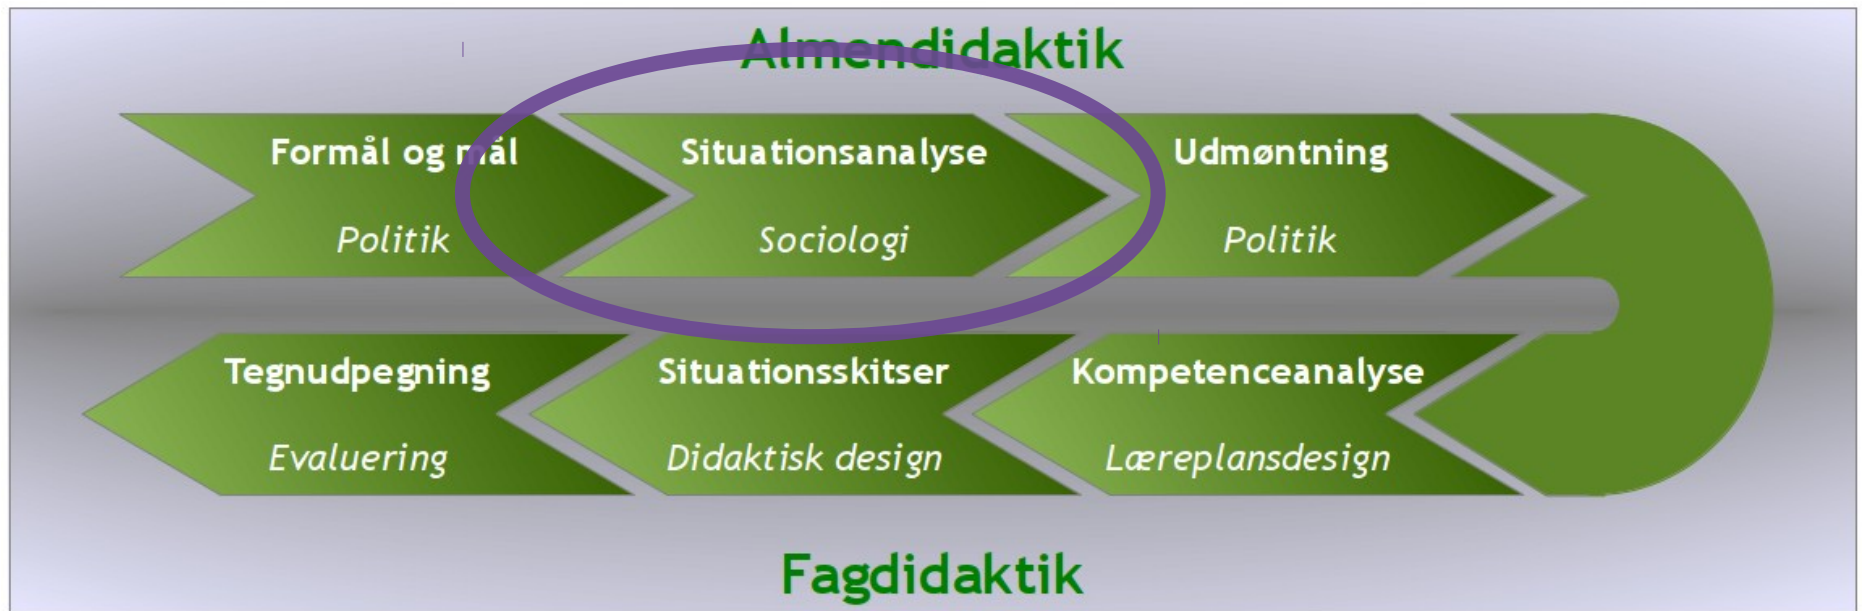 Almendidaktik
Formål og mål
Politik
Situationsanalyse
Sociologi
Udmøntning
Politik
Kompetenceanalyse
Læreplansdesign
Situationsskitser
Didaktisk design
Tegnudpegning
Evaluering
Fagdidaktik